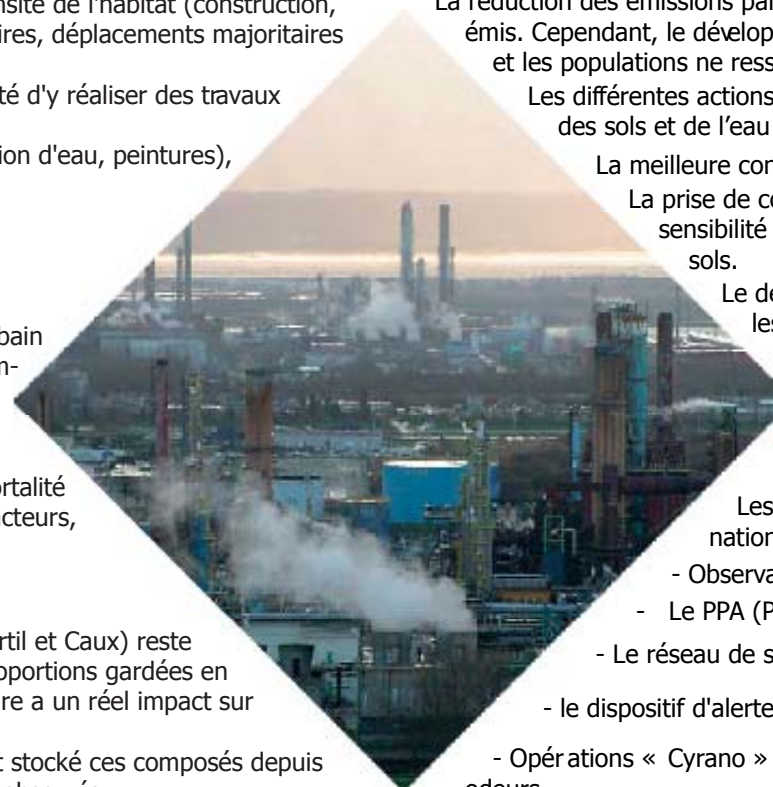 nsité de l'habitat (construction,
ires, déplacements majoritaires
té d'y réaliser des travaux
ion d'eau, peintures),
bain
m-
rtalité
cteurs,
rtil et Caux) reste
oportions gardées en
re a un réel impact sur
t stocké ces composés depuis
La réduction des émissions par
émis. Cependant, le dévelop
et les populations ne ress
Les différentes actions
des sols et de l'eau
La meilleure con
La prise de co
sensibilité
sols.
Le dé
les
Les
nation
- Observa
- Le PPA (P
- Le réseau de s
- le dispositif d'alerte
- Opérations « Cyrano »
odeurs